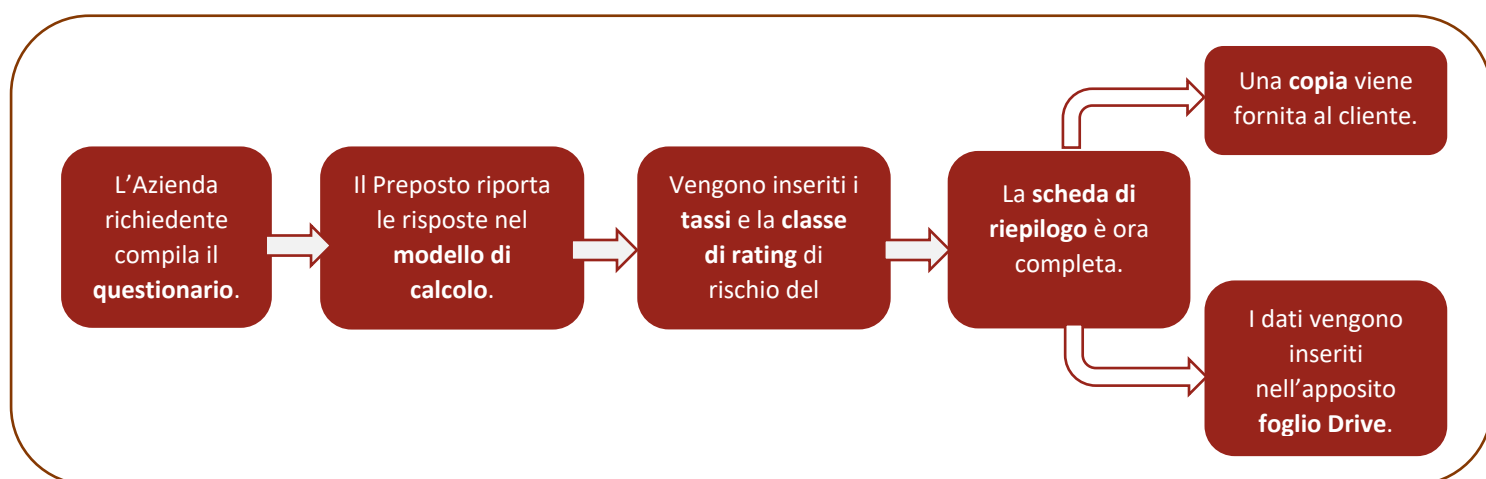 L’Azienda
richiedente
compila il
questionario.
Il Preposto riporta
le risposte nel
modello di
calcolo.
Vengono inseriti i
tassi e la classe
di rating di
rischio del
La scheda di
riepilogo è ora
completa.
Una copia viene
fornita al cliente.
I dati vengono
inseriti
nell’apposito
foglio Drive.